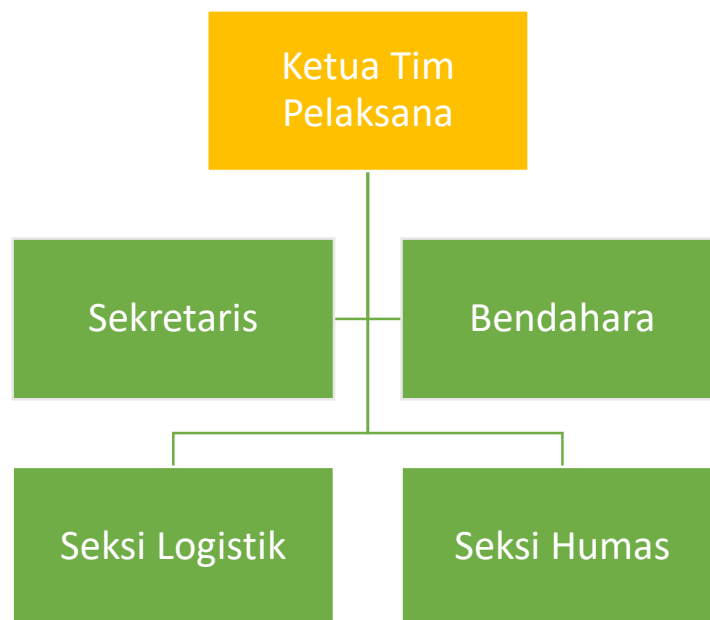 Ketua Tim
Pelaksana
Sekretaris
Bendahara
Seksi Logistik
Seksi Humas